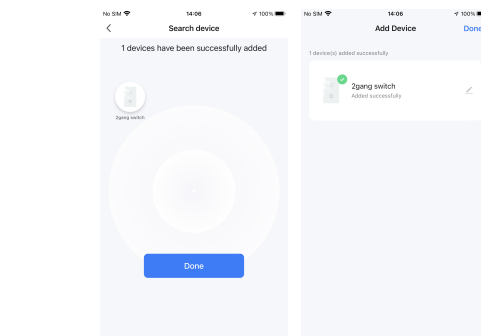 No SIM 14:06 100%
Search device
1 devices have been successfully added
2gang switch
Done
No SIM 14:06 100%
Add Device Done
1 device(s) added successfully
2gang switch
Added successfully